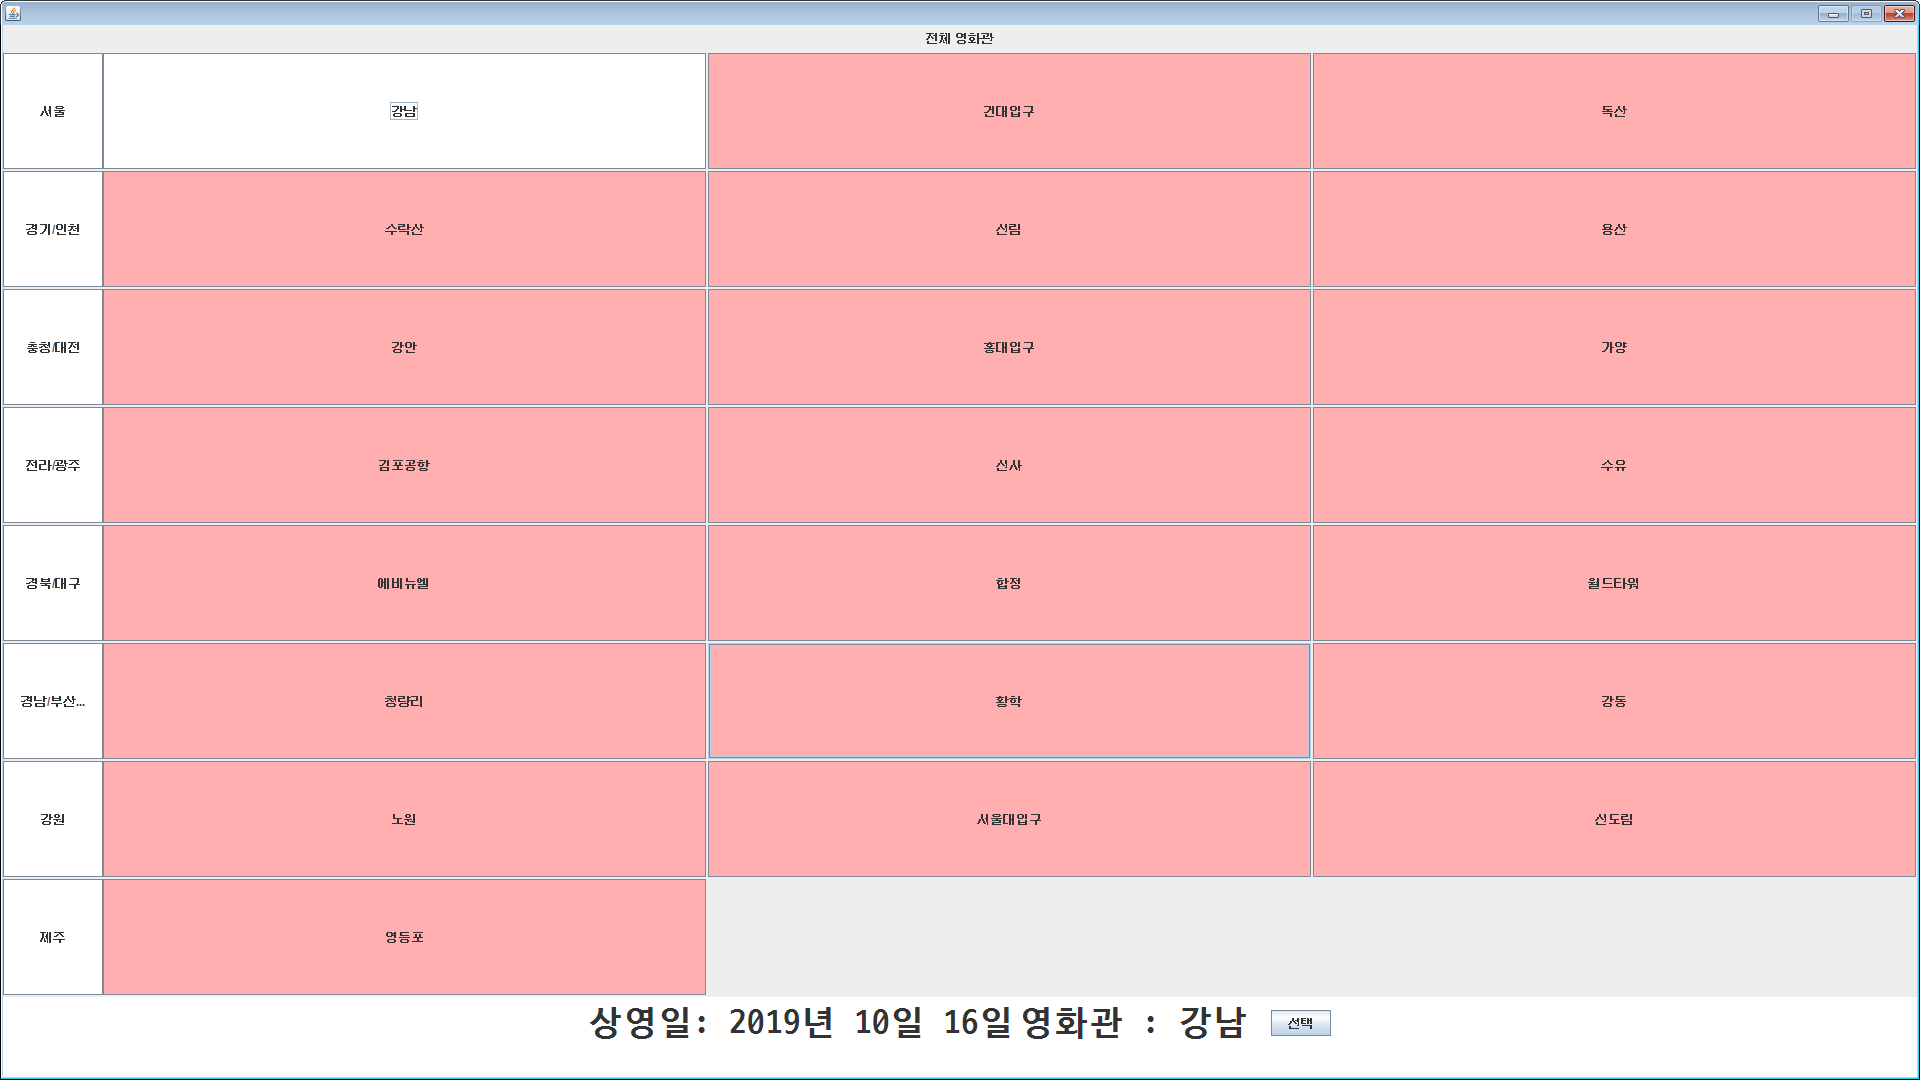 전체 영화관
서울 강남 건대입구 독산
경기/인천 수락산 신림 용산
충청/대전 강안 홍대입구 가양
전라/광주 김포공항 신사 수유
경북/대구 에비뉴엘 합정 월드타워
경남/부산... 청량리 황학 강동
강원 노원 서울대입구 신도림
제주 영등포
상영일: 2019년 10일 16일 영화관 : 강남 선택